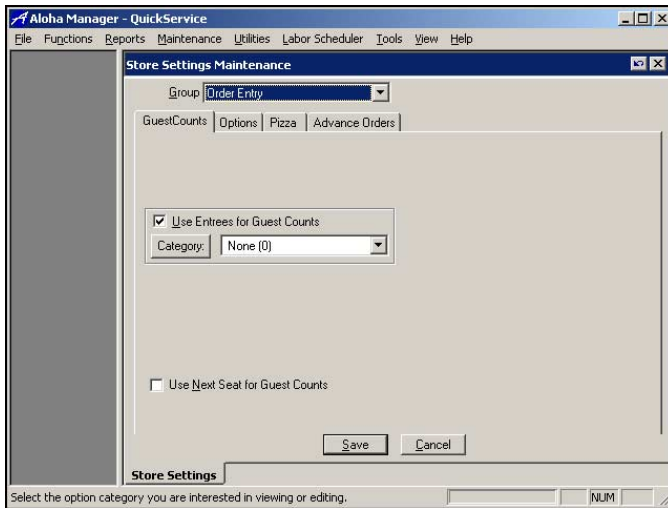 Aloha Manager - QuickService
File Functions Reports Maintenance Utilities Labor Scheduler Tools View Help
Store Settings Maintenance
Group Order Entry
GuestCounts Options Pizza Advance Orders
Use Entrees for Guest Counts
Category: None (0)
Use Next Seat for Guest Counts
Save Cancel
Store Settings
Select the option category you are interested in viewing or editing. NUM